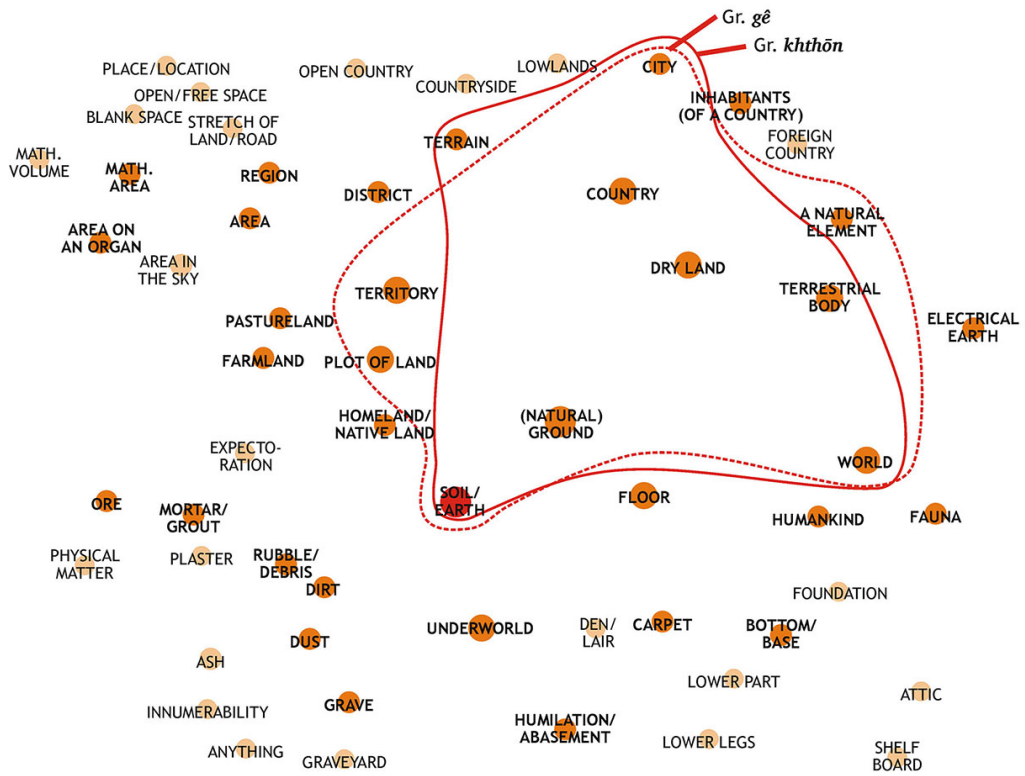 Gr. gê
Gr. khthōn
PLACE/LOCATION
OPEN COUNTRY
LOWLANDS
CITY
OPEN/FREE SPACE
COUNTRYSIDE
INHABITANTS
(OF A COUNTRY)
BLANK SPACE
STRETCH OF
LAND/ROAD
TERRAIN
FOREIGN
COUNTRY
MATH.
VOLUME
MATH.
AREA
REGION
DISTRICT
COUNTRY
AREA
A NATURAL
ELEMENT
AREA ON
AN ORGAN
AREA IN
THE SKY
DRY LAND
TERRITORY
TERRESTRIAL
BODY
PASTURELAND
ELECTRICAL
EARTH
FARMLAND
PLOT OF LAND
HOMELAND/
NATIVE LAND
(NATURAL)
GROUND
EXPECTO-
RATION
WORLD
ORE
MORTAR/
GROUT
SOIL/
EARTH
FLOOR
HUMANKIND
FAUNA
PHYSICAL
MATTER
PLASTER
RUBBLE/
DEBRIS
DIRT
FOUNDATION
DUST
UNDERWORLD
DEN/
LAIR
CARPET
BOTTOM/
BASE
ASH
LOWER PART
ATTIC
INNUMERABILITY
GRAVE
HUMILATION/
ABASEMENT
LOWER LEGS
ANYTHING
GRAVEYARD
SHELF
BOARD